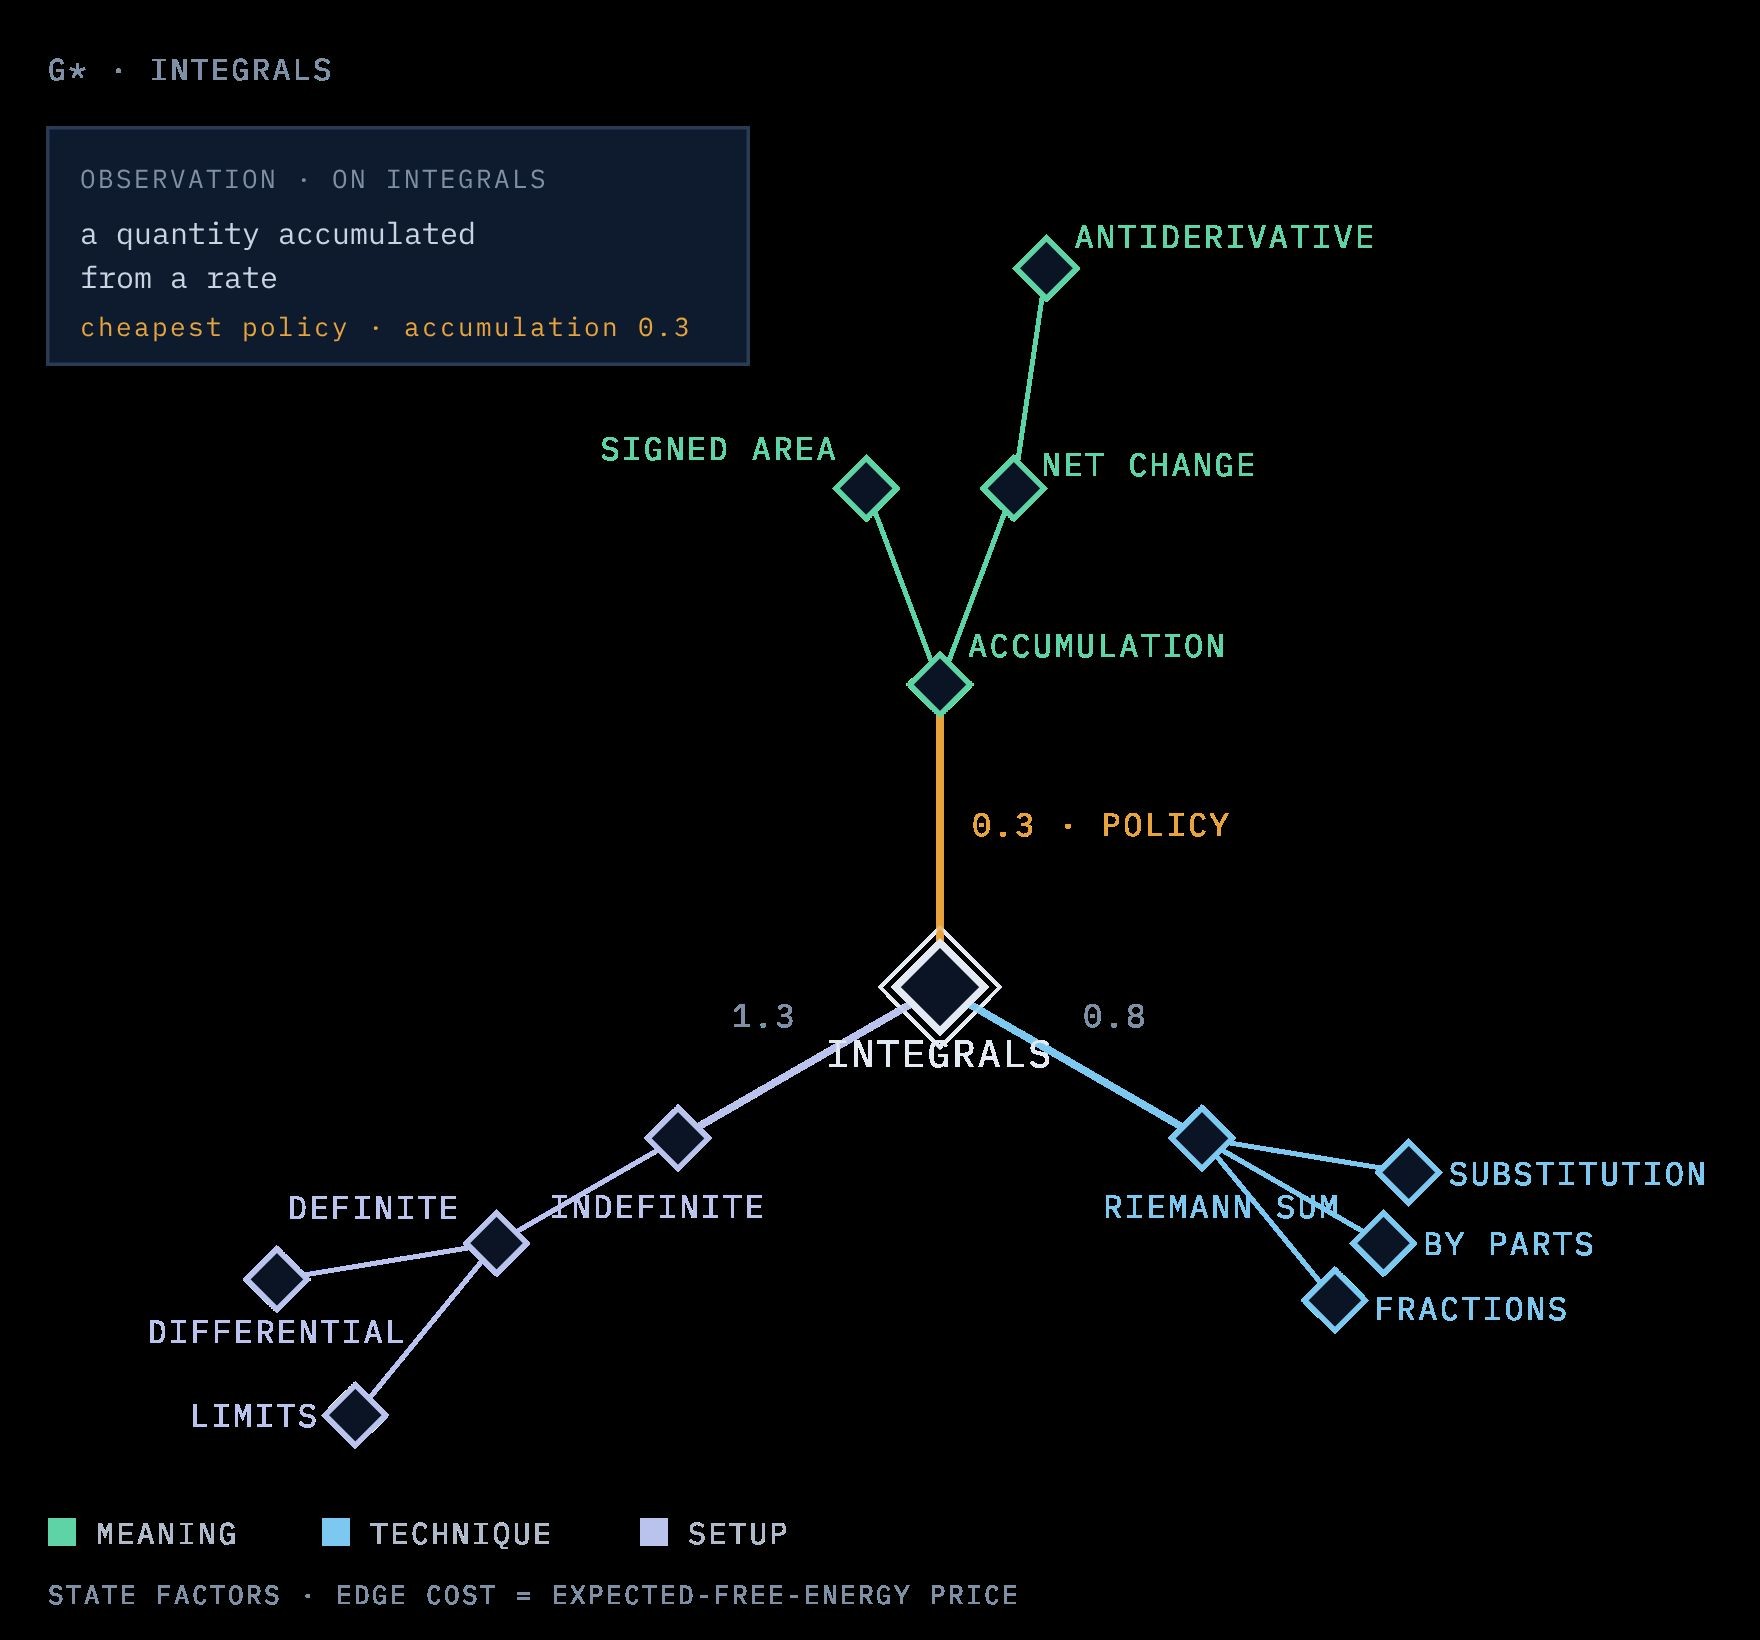 G* · INTEGRALS
OBSERVATION · ON INTEGRALS
a quantity accumulated
from a rate
cheapest policy · accumulation 0.3
ANTIDERIVATIVE
SIGNED AREA
NET CHANGE
ACCUMULATION
0.3 · POLICY
1.3
0.8
INTEGRALS
SUBSTITUTION
DEFINITE
INDEFINITE
RIEMANN SUM
BY PARTS
FRACTIONS
DIFFERENTIAL
LIMITS
MEANING
TECHNIQUE
SETUP
STATE FACTORS · EDGE COST = EXPECTED-FREE-ENERGY PRICE